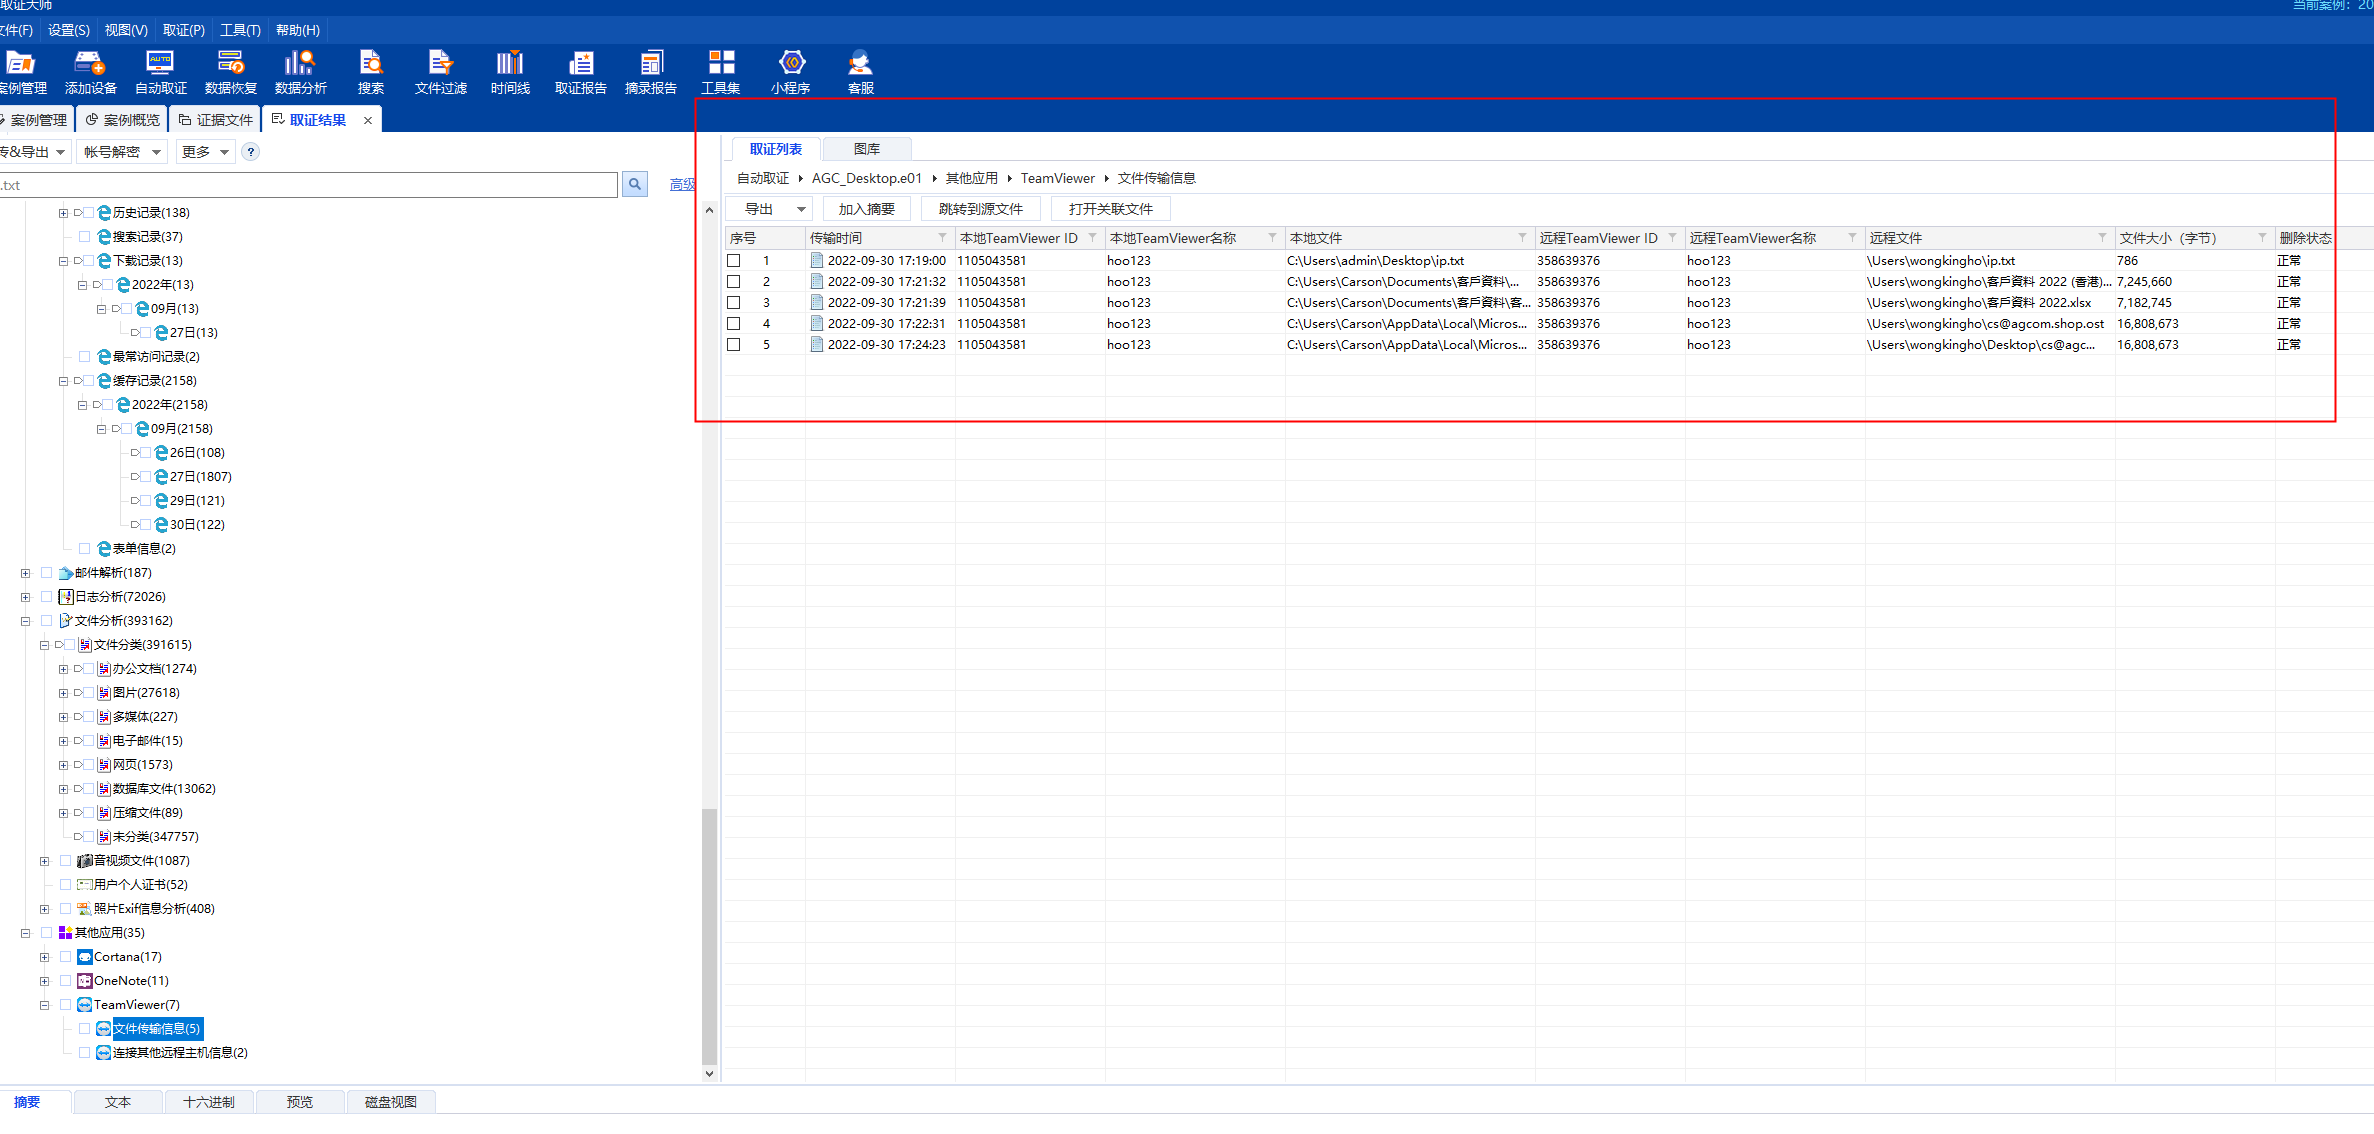 取证大师
当前案例：20
文件(F) 设置(S) 视图(V) 取证(P) 工具(T) 帮助(H)
案例管理 添加设备 自动取证 数据恢复 数据分析 搜索 文件过滤 时间线 取证报告 摘录报告 工具集 小程序 客服
案例管理 案例概览 证据文件 取证结果 ×
&导出 帐号解密 更多 ?
.txt 高级
历史记录(138)
搜索记录(37)
下载记录(13)
2022年(13)
09月(13)
27日(13)
最常访问记录(2)
缓存记录(2158)
2022年(2158)
09月(2158)
26日(108)
27日(1807)
29日(121)
30日(122)
表单信息(2)
邮件解析(187)
日志分析(72026)
文件分析(393162)
文件分类(391615)
办公文档(1274)
图片(27618)
多媒体(227)
电子邮件(15)
网页(1573)
数据库文件(13062)
压缩文件(89)
未分类(347757)
音视频文件(1087)
用户个人证书(52)
照片Exif信息分析(408)
其他应用(35)
Cortana(17)
OneNote(11)
TeamViewer(7)
文件传输信息(5)
连接其他远程主机信息(2)
取证列表 图库
自动取证 AGC_Desktop.e01 其他应用 TeamViewer 文件传输信息
导出 加入摘要 跳转到源文件 打开关联文件
序号 传输时间 本地TeamViewer ID 本地TeamViewer名称 本地文件 远程TeamViewer ID 远程TeamViewer名称 远程文件 文件大小（字节） 删除状态
1 2022-09-30 17:19:00 1105043581 hoo123 C:\Users\admin\Desktop\ip.txt 358639376 hoo123 \Users\wongkingho\ip.txt 786 正常
2 2022-09-30 17:21:32 1105043581 hoo123 C:\Users\Carson\Documents\客戶資料\... 358639376 hoo123 \Users\wongkingho\客戶資料 2022 (香港)... 7,245,660 正常
3 2022-09-30 17:21:39 1105043581 hoo123 C:\Users\Carson\Documents\客戶資料\客... 358639376 hoo123 \Users\wongkingho\客戶資料 2022.xlsx 7,182,745 正常
4 2022-09-30 17:22:31 1105043581 hoo123 C:\Users\Carson\AppData\Local\Micros... 358639376 hoo123 \Users\wongkingho\cs@agcom.shop.ost 16,808,673 正常
5 2022-09-30 17:24:23 1105043581 hoo123 C:\Users\Carson\AppData\Local\Micros... 358639376 hoo123 \Users\wongkingho\Desktop\cs@agc... 16,808,673 正常
摘要 文本 十六进制 预览 磁盘视图